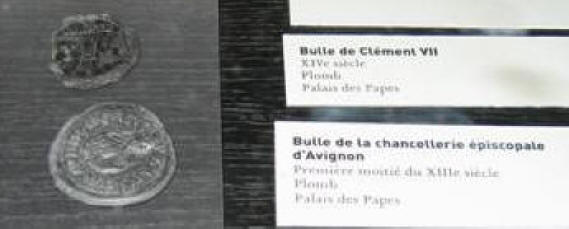 Bulle de Clément VII
XIVe siècle
Plomb
Palais des Papes
Bulle de la chancellerie épiscopale
d'Avignon
Première moitié du XIIIe siècle
Plomb
Palais des Papes